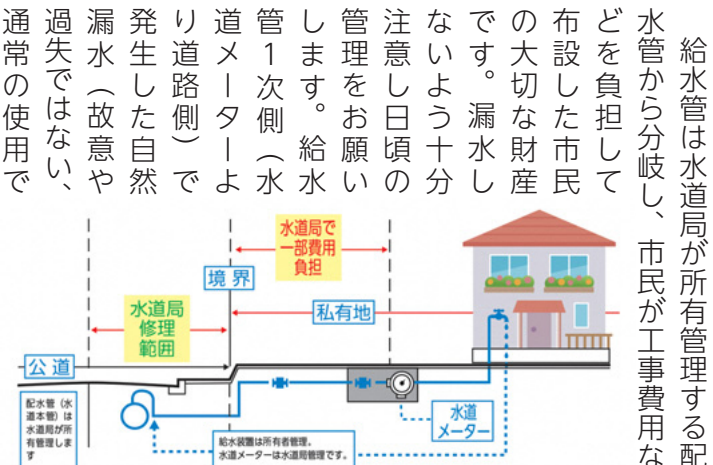 給水管は水道局が所有管理する配
水管から分岐し、市民が工事費用な
どを負担して
布設した市民
の大切な財産
です。漏水し
ないよう十分
注意し日頃の
管理をお願い
します。給水
管1次側（水
道メーターよ
り道路側）で
発生した自然
漏水（故意や
過失ではない、
通常の使用で
水道局で
一部費用
負担
境界
水道局
修理
範囲
私有地
公道
配水管（水
道本管）は
水道局が所
有管理しま
す
水道
メーター
給水装置は所有者管理。
水道メーターは水道局管理です。